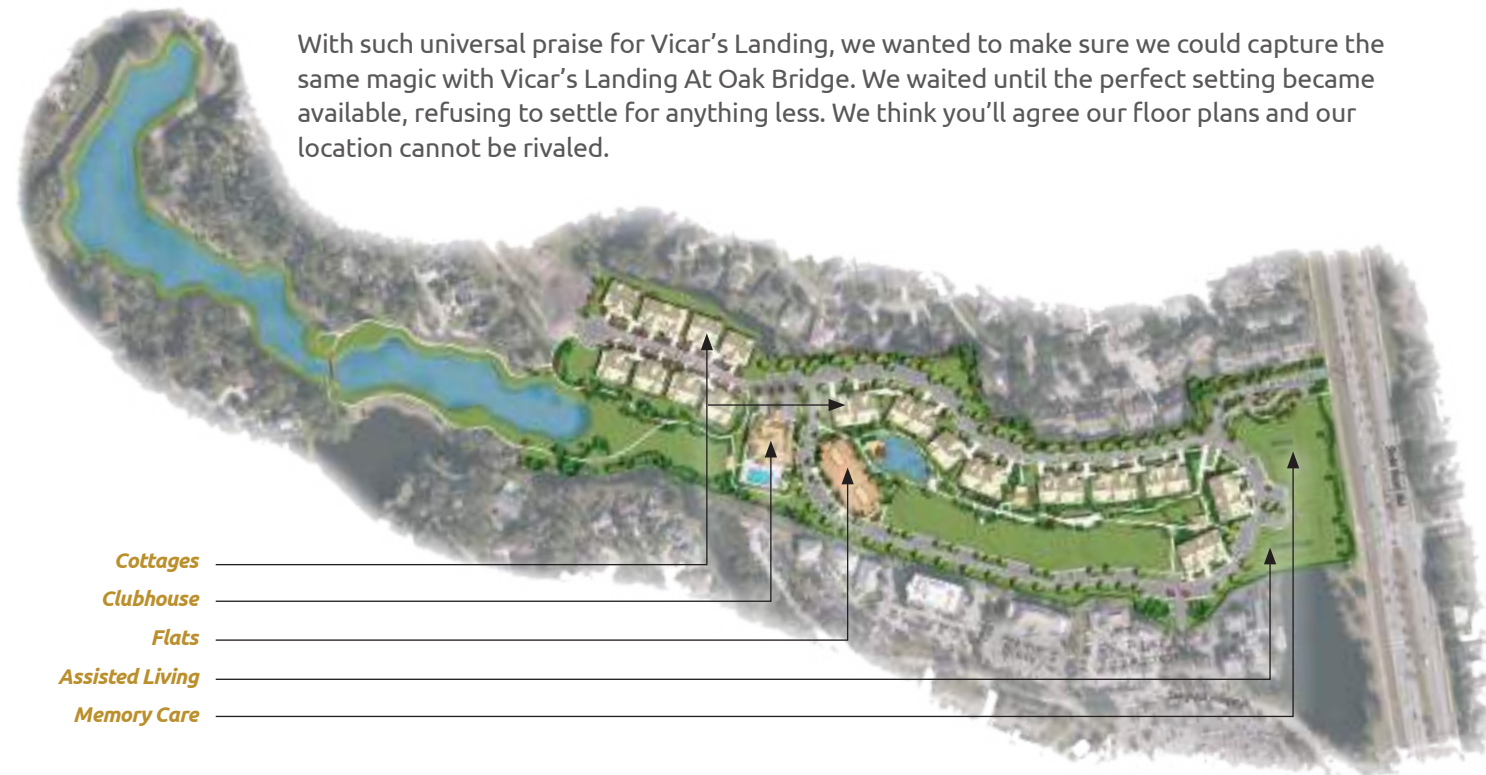 With such universal praise for Vicar’s Landing, we wanted to make sure we could capture the
same magic with Vicar’s Landing At Oak Bridge. We waited until the perfect setting became
available, refusing to settle for anything less. We think you’ll agree our floor plans and our
location cannot be rivaled.
Cottages
Clubhouse
Flats
Assisted Living
Memory Care